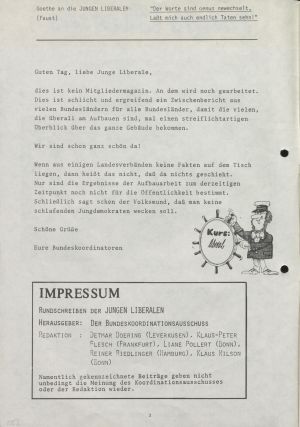 Goethe an die JUNGEN LIBERALEN
(Faust)
"Der Worte sind genug gewechselt,
Laßt mich auch endlich Taten sehn!"
Guten Tag, liebe Junge Liberale,
dies ist kein Mitgliedermagazin. An dem wird noch gearbeitet.
Dies ist schlicht und ergreifend ein Zwischenbericht aus
vielen Bundesländern für alle Bundesländer, damit die vielen,
die überall am Aufbauen sind, mal einen streiflichtartigen
Überblick über das ganze Gebäude bekommen.
Wir sind schon ganz schön da!
Wenn aus einigen Landesverbänden keine Fakten auf dem Tisch
liegen, dann heißt das nicht, daß da nichts geschieht.
Nur sind die Ergebnisse der Aufbauarbeit zum derzeitigen
Zeitpunkt noch nicht für die Öffentlichkeit bestimmt.
Schließlich sagt schon der Volksmund, daß man keine
schlafenden Jungdemokraten wecken soll.
Schöne Grüße
Eure Bundeskoordinatoren
Kurs:
liberal
IMPRESSUM
RUNDSCHREIBEN DER JUNGEN LIBERALEN
HERAUSGEBER: DER BUNDESKOORDINATIONSAUSSCHUSS
REDAKTION : DETMAR DOERING (LEVERKUSEN), KLAUS-PETER
FLESCH (FRANKFURT), LIANE POLLERT (BONN),
REINER RIEDLINGER (HAMBURG), KLAUS WILSON
(BONN)
Namentlich gekennzeichnete Beiträge geben nicht
unbedingt die Meinung des Koordinationsausschusses
oder der Redaktion wieder.